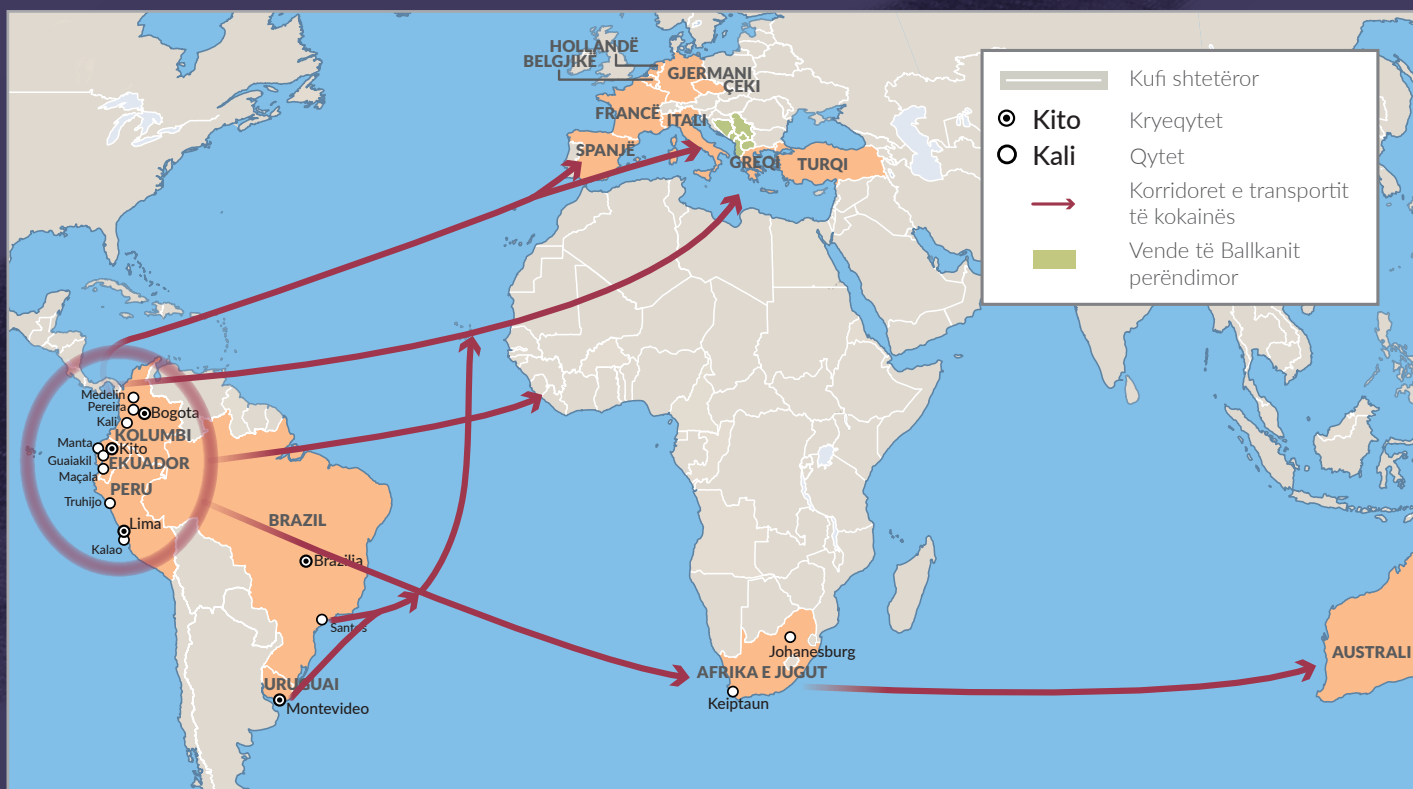 HOLLANDË
BELGJIKË
GJERMANI
ÇEKI
FRANCË
ITALI
SPANJË
GREQI
TURQI
Kufi shtetëror
Kito
Kryeqytet
Kali
Qytet
Korridoret e transportit
të kokainës
Vende të Ballkanit
perëndimor
Medelin
Pereira
Bogota
Kali
KOLUMBI
Manta
Kito
Guaiakil
EKUADOR
Maçala
PERU
Truhijo
Lima
Kalao
BRAZIL
Brazilia
Santos
URUGUAI
Montevideo
Johanesburg
AFRIKA E JUGUT
Keiptaun
AUSTRALI